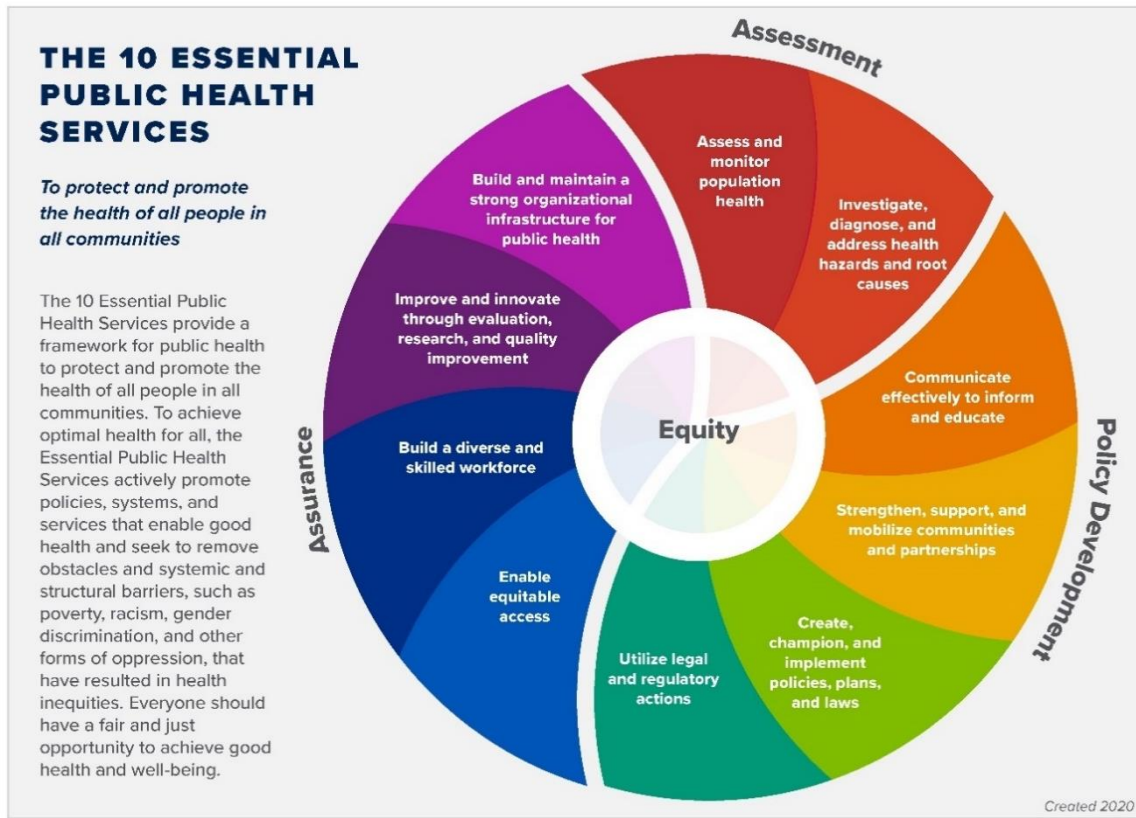 THE 10 ESSENTIAL
PUBLIC HEALTH
SERVICES
To protect and promote
the health of all people in
all communities
The 10 Essential Public
Health Services provide a
framework for public health
to protect and promote the
health of all people in all
communities. To achieve
optimal health for all, the
Essential Public Health
Services actively promote
policies, systems, and
services that enable good
health and seek to remove
obstacles and systemic and
structural barriers, such as
poverty, racism, gender
discrimination, and other
forms of oppression, that
have resulted in health
inequities. Everyone should
have a fair and just
opportunity to achieve good
health and well-being.
Assessment
Assess and
monitor
population
health
Investigate,
diagnose, and
address health
hazards and root
causes
Policy Development
Communicate
effectively to inform
and educate
Strengthen, support, and
mobilize communities
and partnerships
Create,
champion, and
implement
policies, plans,
and laws
Utilize legal
and regulatory
actions
Assurance
Enable
equitable
access
Build a diverse and
skilled workforce
Improve and innovate
through evaluation,
research, and quality
improvement
Build and maintain a
strong organizational
infrastructure for
public health
Equity
Created 2020